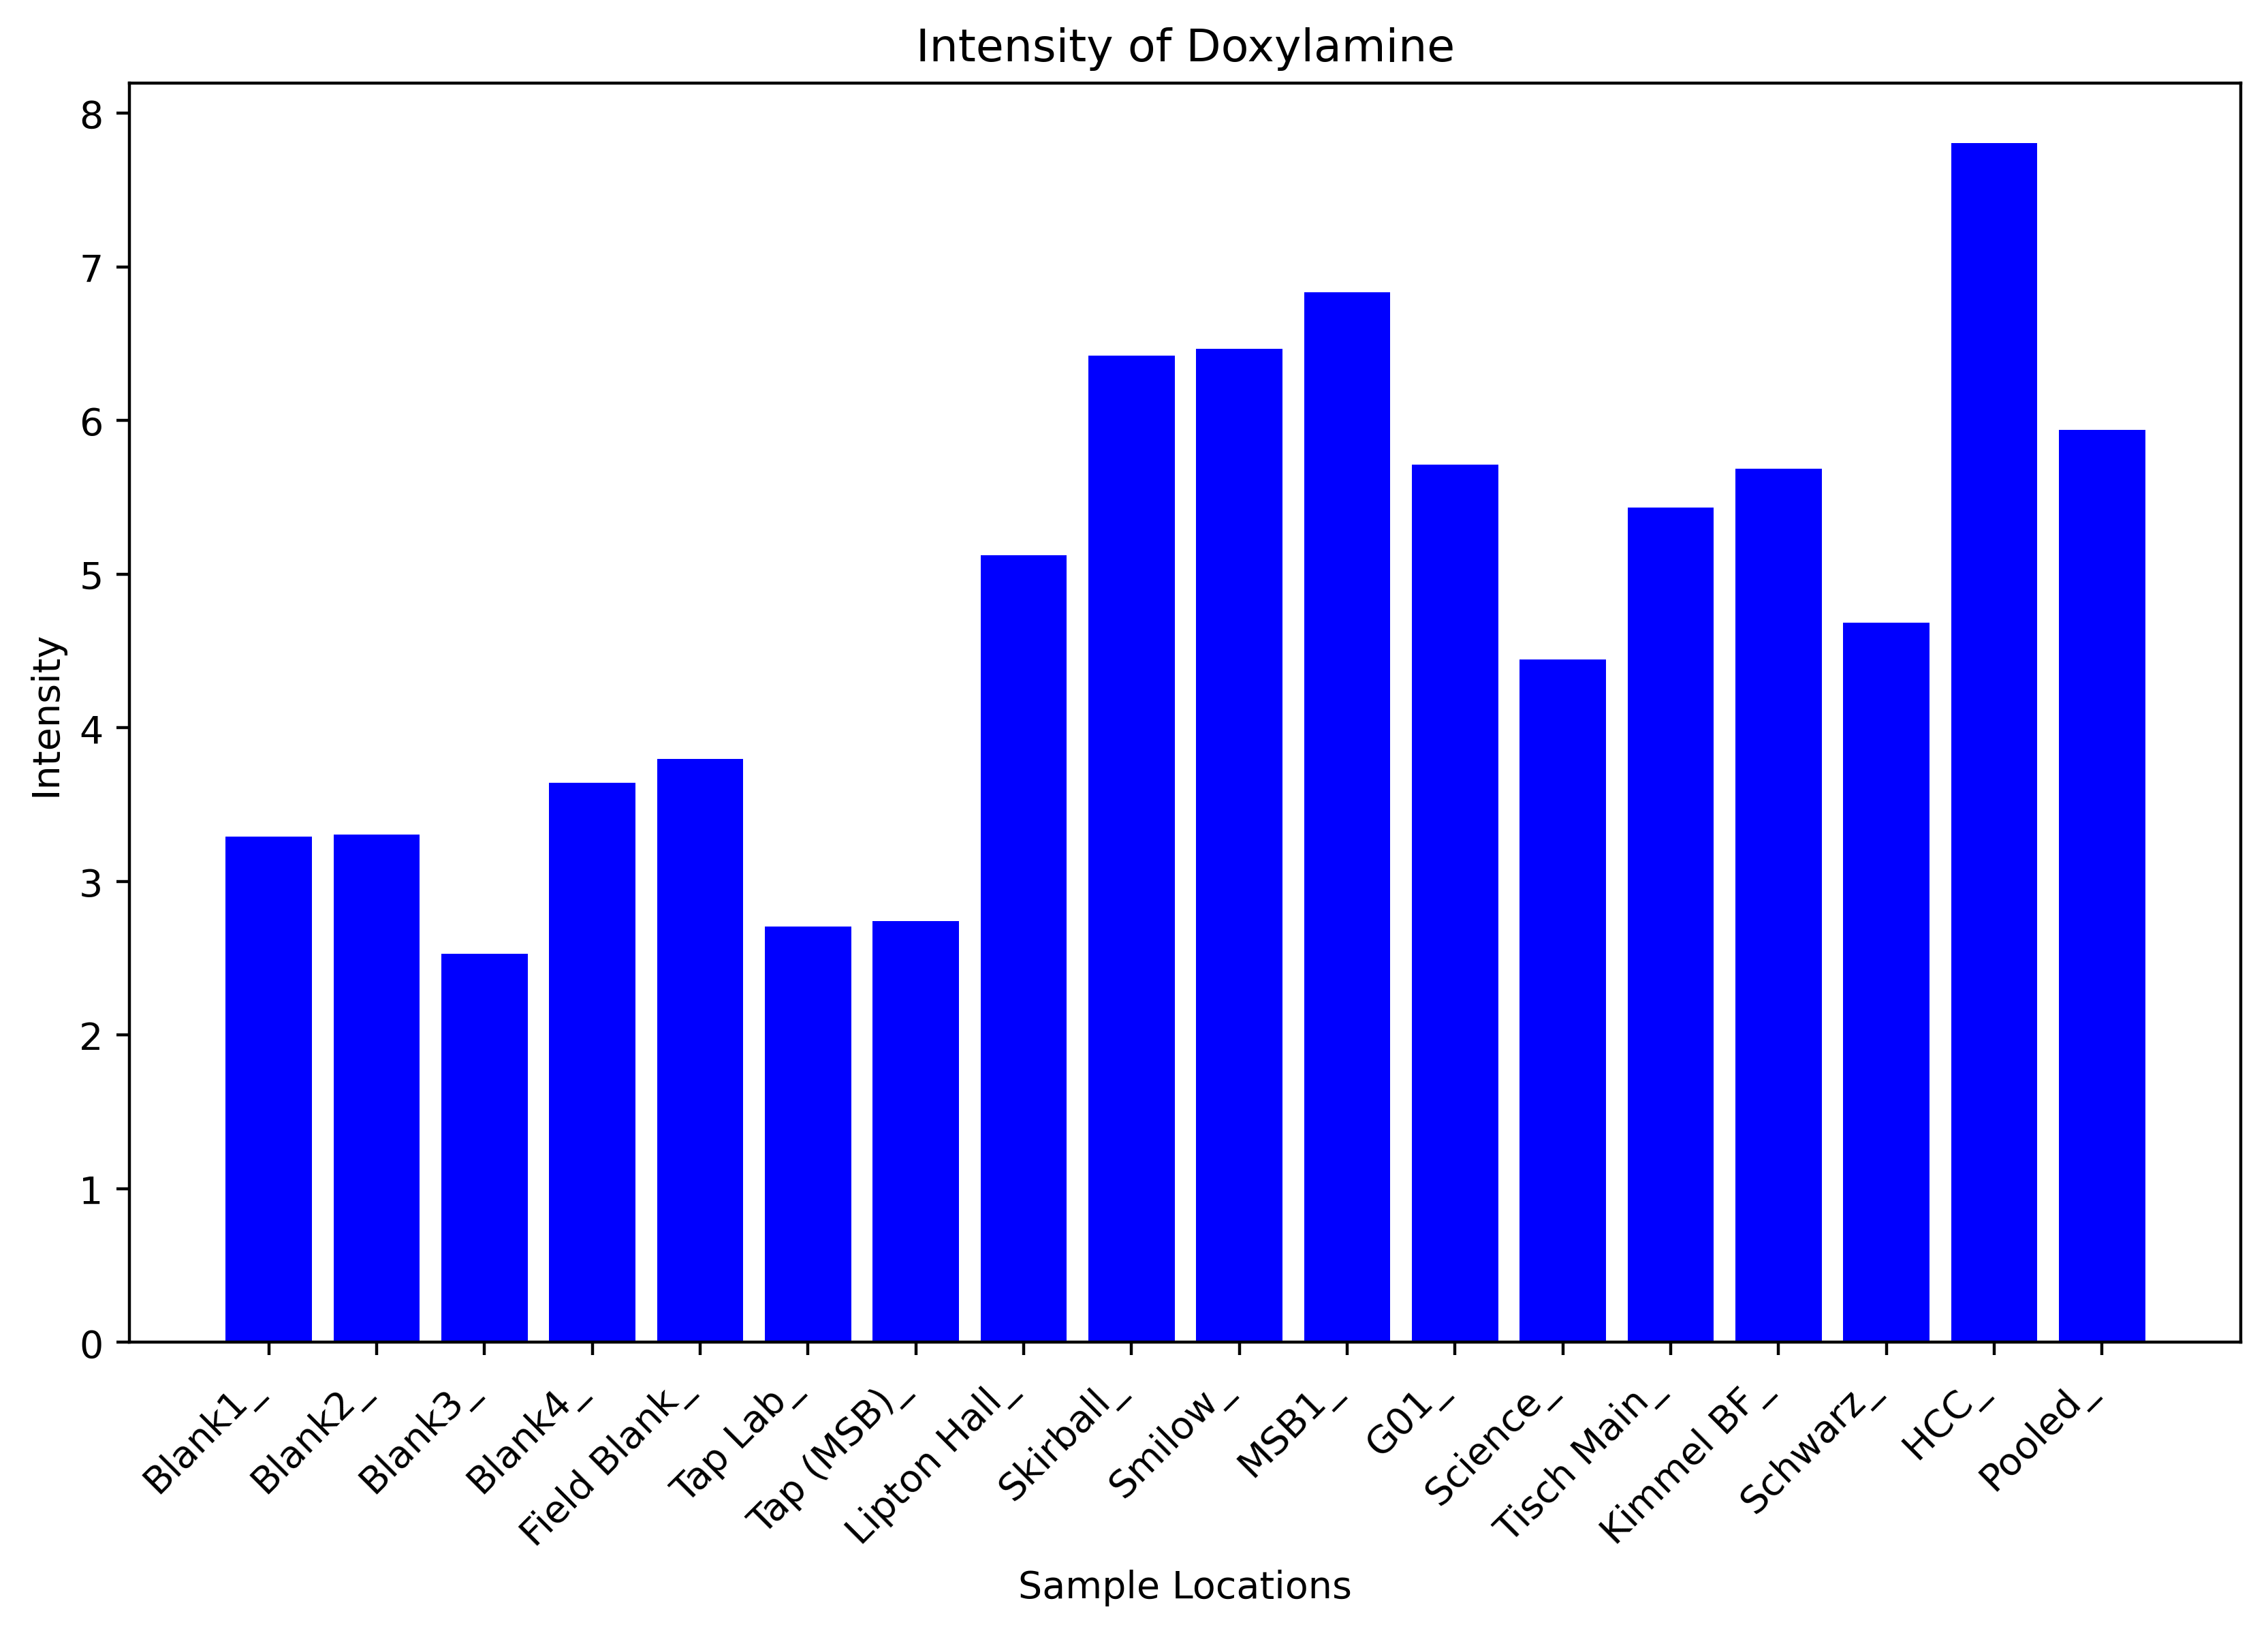 Intensity of Doxylamine
8
7
6
5
4
3
2
1
0
Intensity
Blank1_
Blank2_
Blank3_
Blank4_
Field Blank_
Tap Lab_
Tap (MSB)_
Lipton Hall_
Skirball_
Smilow_
MSB1_
G01_
Science_
Tisch Main_
Kimmel BF_
Schwarz_
HCC_
Pooled_
Sample Locations